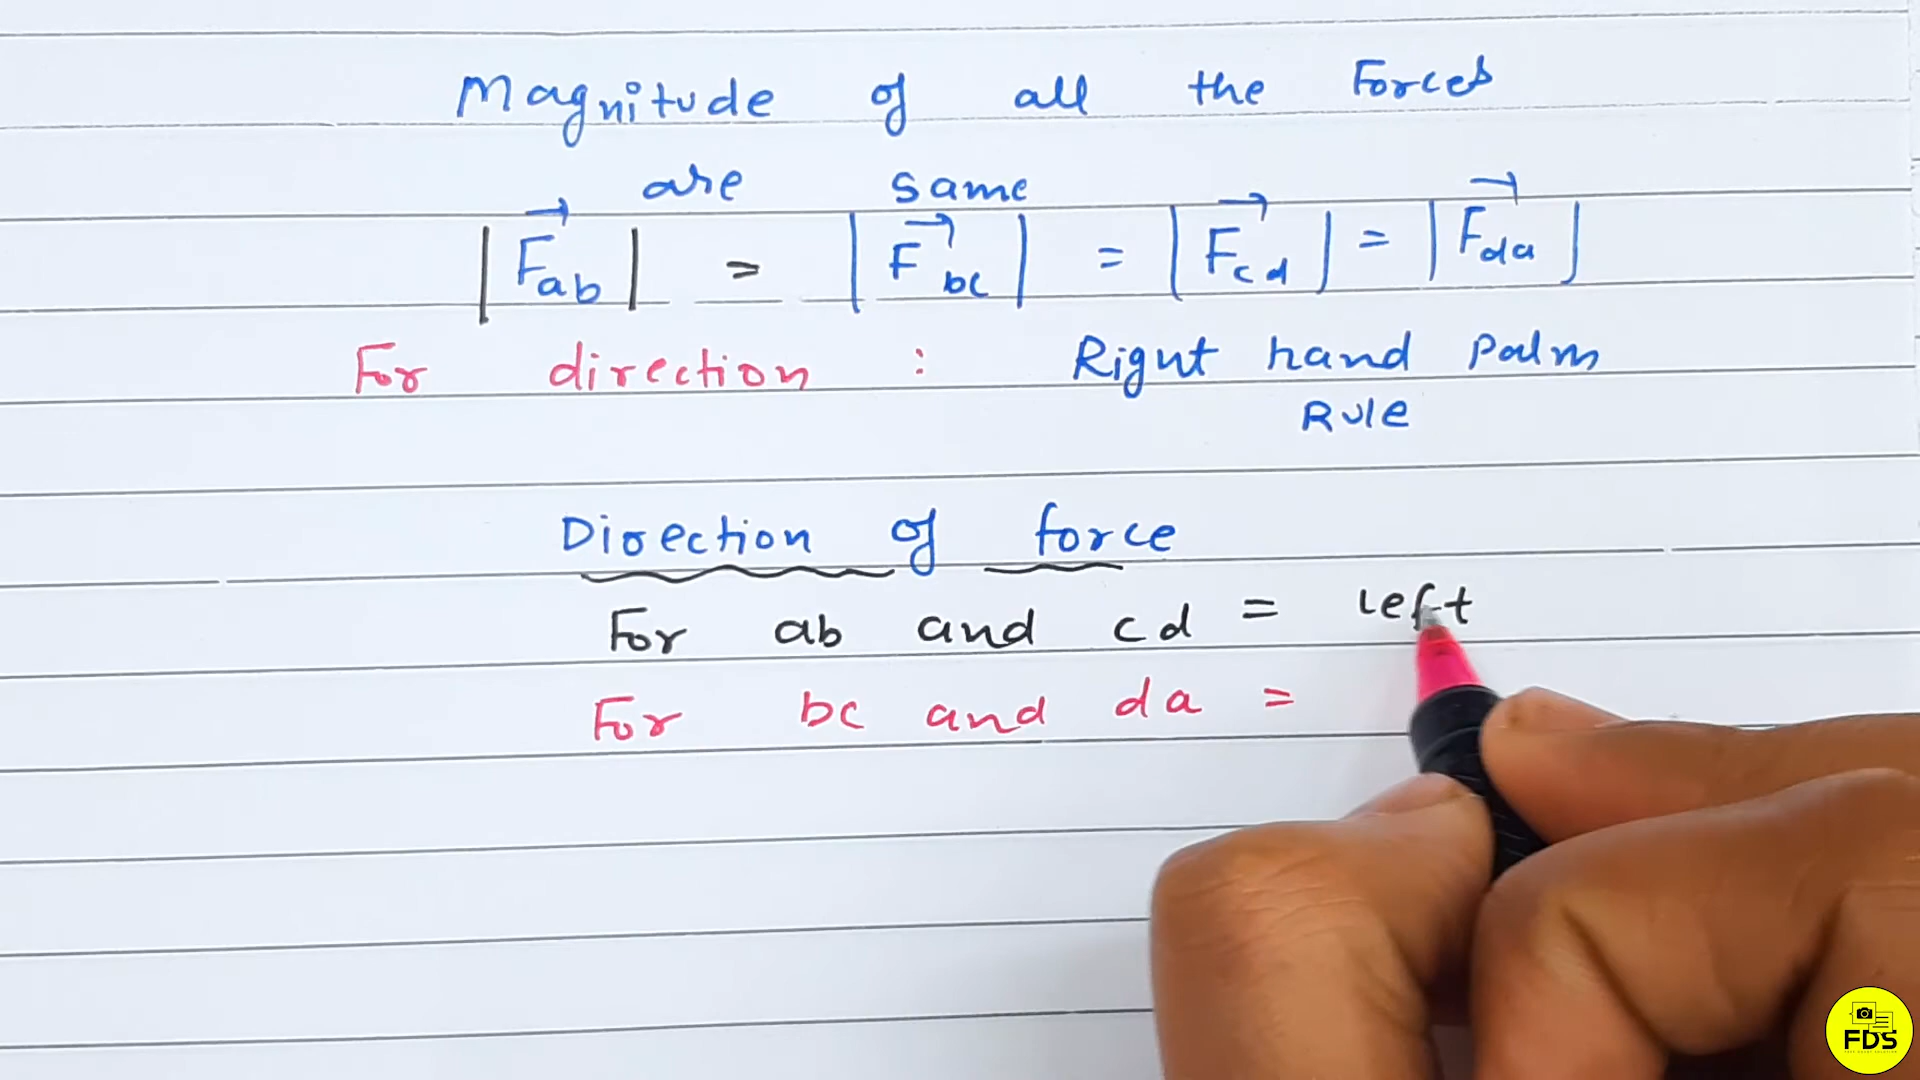 Magnitude of all the Forces
are same
|F⃗ab| = |F⃗bc| = |F⃗cd| = |F⃗da|
For direction : Right hand Palm
Rule
Direction of force
For ab and cd = left
For bc and da =
FDS